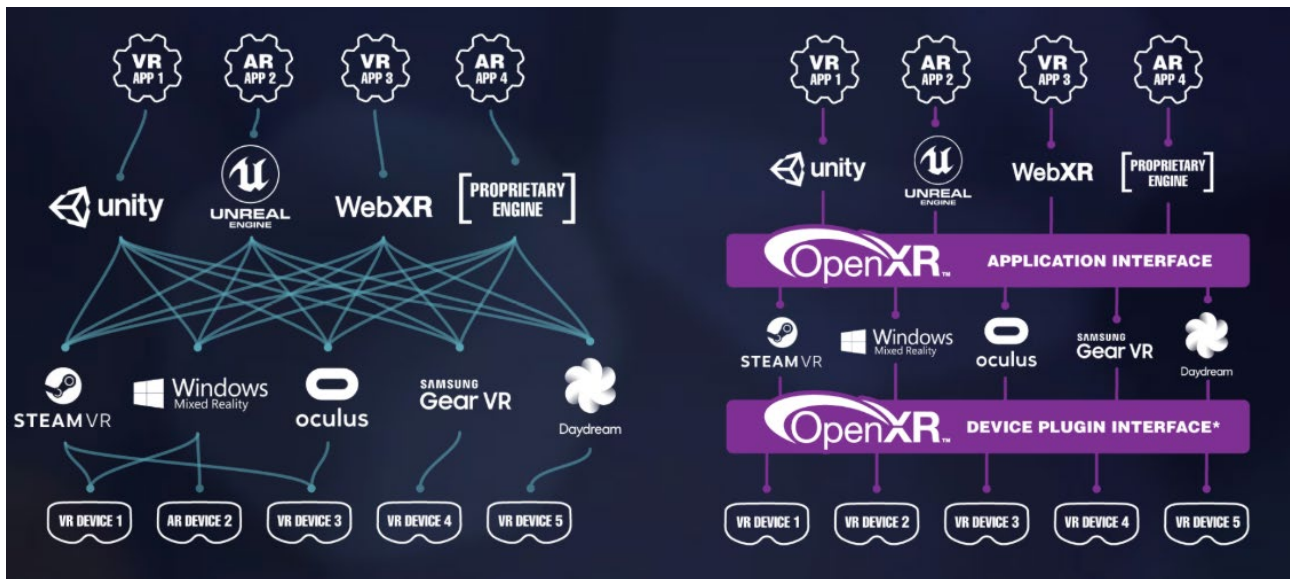 VR
APP 1
AR
APP 2
VR
APP 3
AR
APP 4
unity
UNREAL
ENGINE
WebXR
[PROPRIETARY
ENGINE]
STEAMVR
Windows
Mixed Reality
oculus
SAMSUNG
Gear VR
Daydream
VR DEVICE 1
AR DEVICE 2
VR DEVICE 3
VR DEVICE 4
VR DEVICE 5
VR
APP 1
AR
APP 2
VR
APP 3
AR
APP 4
unity
UNREAL
ENGINE
WebXR
[PROPRIETARY
ENGINE]
OpenXR™ APPLICATION INTERFACE
STEAMVR
Windows
Mixed Reality
oculus
SAMSUNG
Gear VR
Daydream
OpenXR™ DEVICE PLUGIN INTERFACE*
VR DEVICE 1
VR DEVICE 2
VR DEVICE 3
VR DEVICE 4
VR DEVICE 5